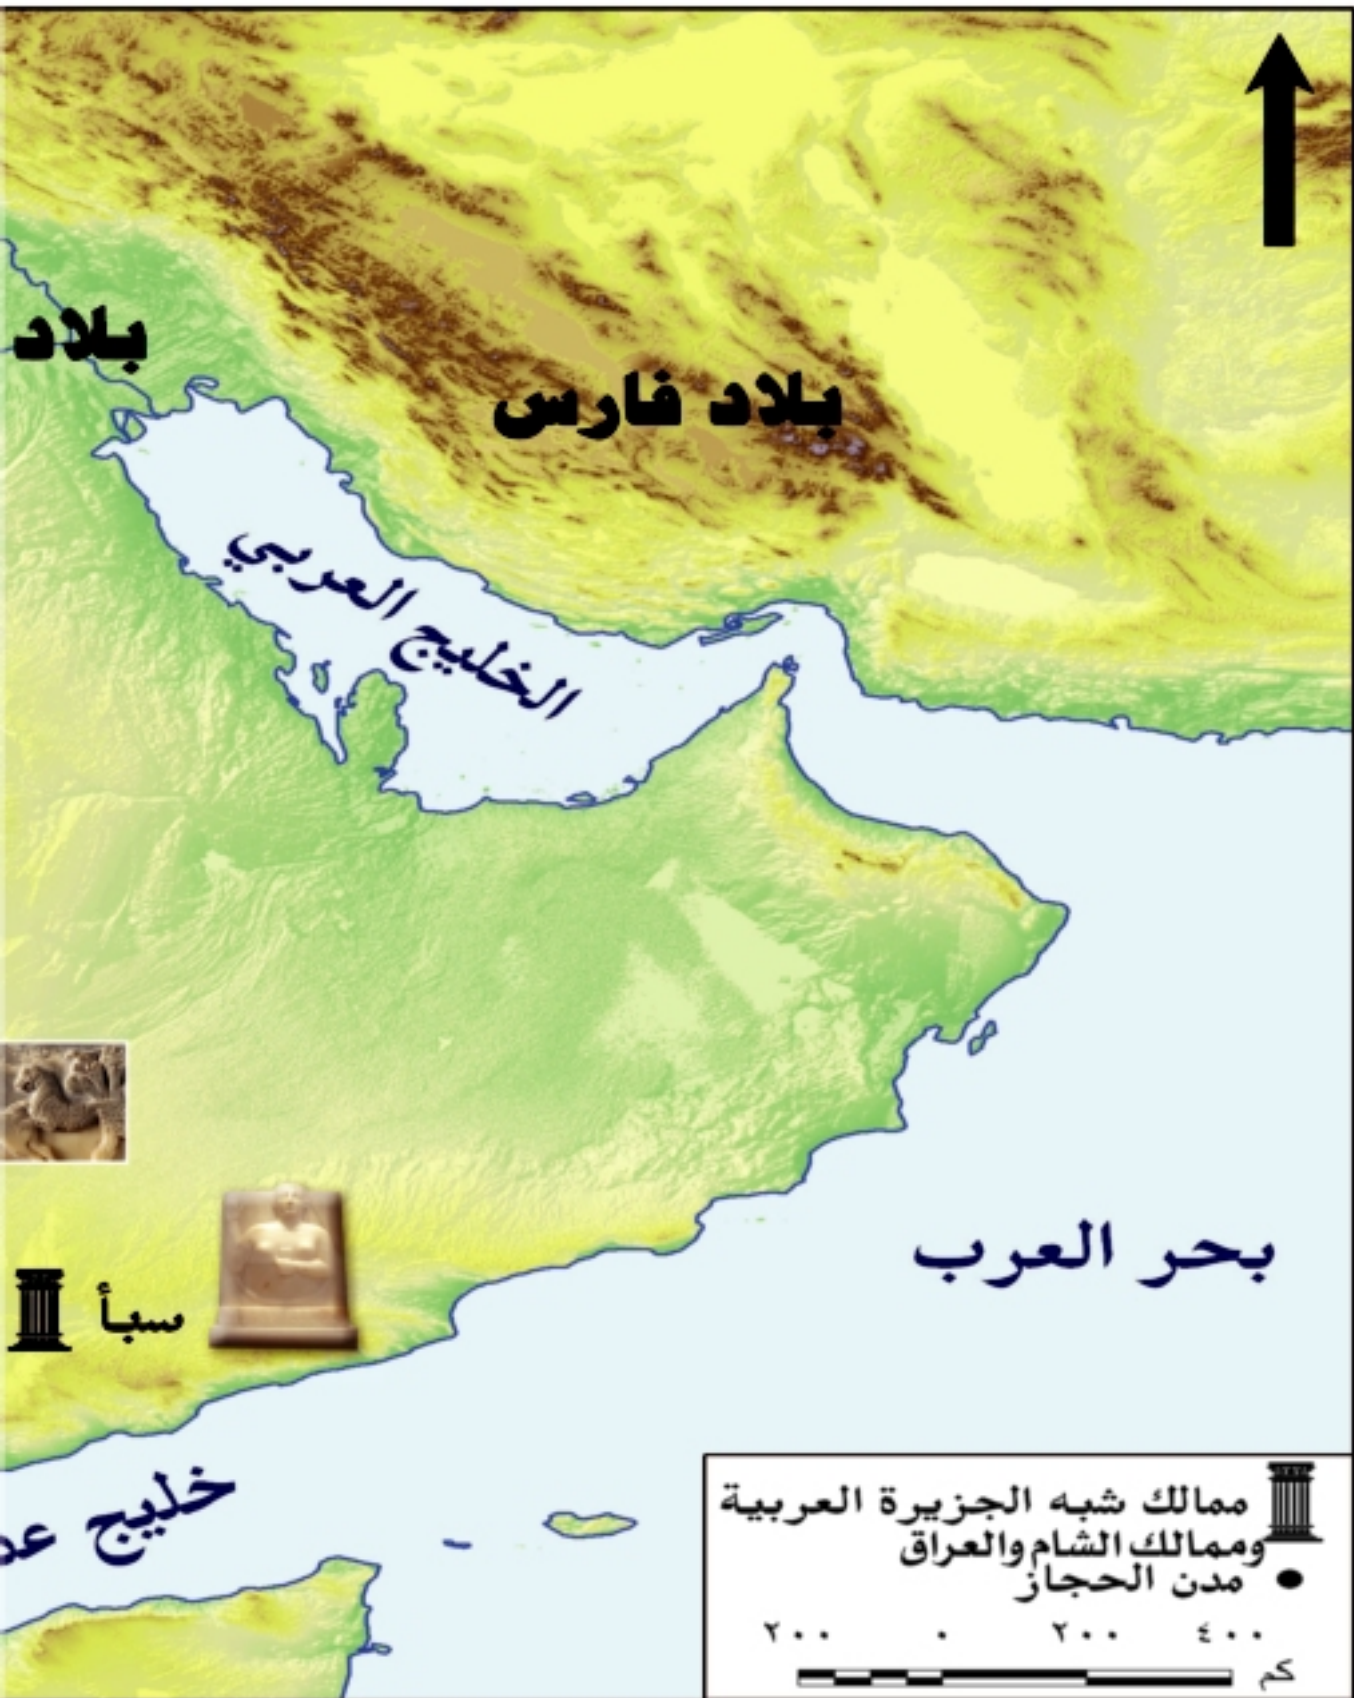 بلاد
بلاد فارس
الخليج العربي
بحر العرب
سبأ
خليج
ممالك شبه الجزيرة العربية
وممالك الشام والعراق
مدن الحجاز
٢٠٠ ٠ ٢٠٠ ٤٠٠
كم